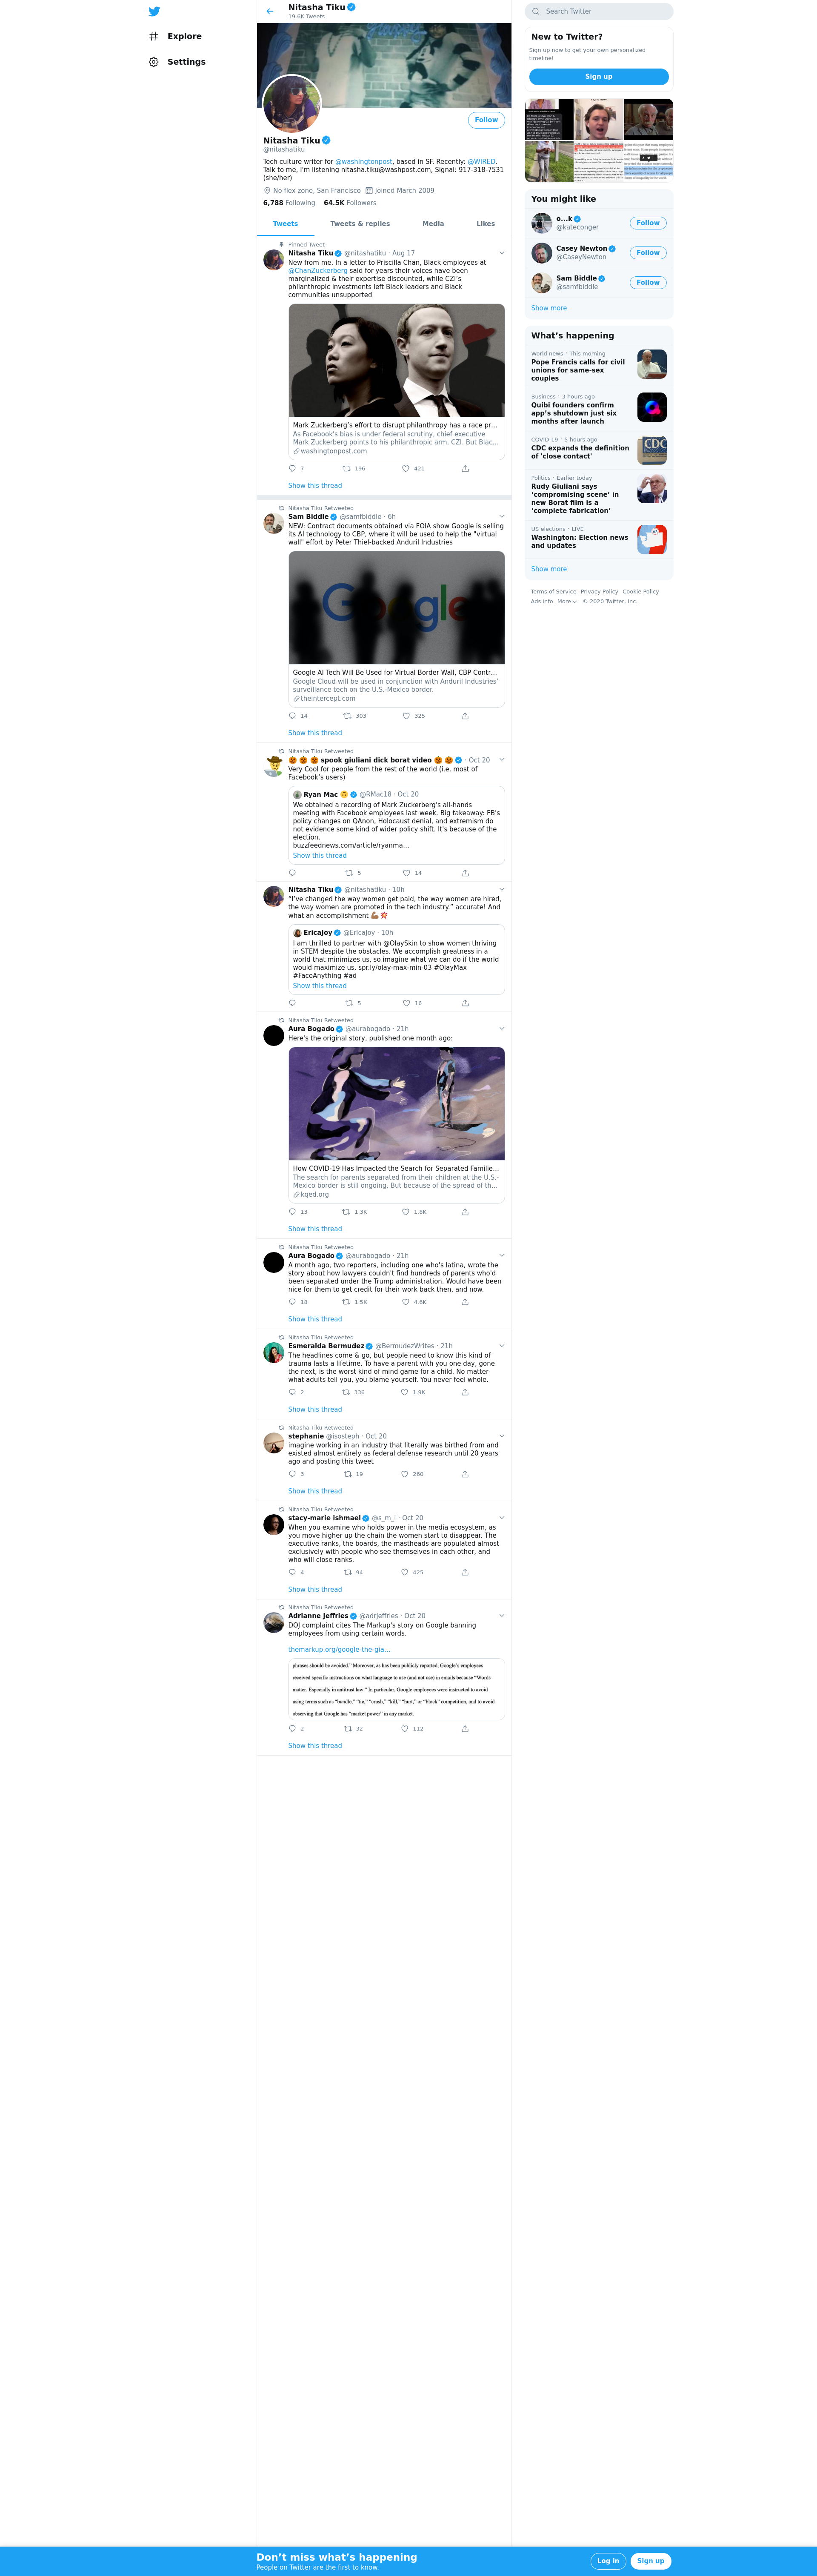 Explore
Settings
Nitasha Tiku
19.6K Tweets
Follow
Nitasha Tiku
@nitashatiku
Tech culture writer for @washingtonpost, based in SF. Recently: @WIRED.
Talk to me, I'm listening nitasha.tiku@washpost.com, Signal: 917-318-7531
(she/her)
No flex zone, San Francisco Joined March 2009
6,788 Following 64.5K Followers
Tweets Tweets & replies Media Likes
Pinned Tweet
Nitasha Tiku @nitashatiku · Aug 17
New from me. In a letter to Priscilla Chan, Black employees at
@ChanZuckerberg said for years their voices have been
marginalized & their expertise discounted, while CZI's
philanthropic investments left Black leaders and Black
communities unsupported
Mark Zuckerberg's effort to disrupt philanthropy has a race pr...
As Facebook's bias is under federal scrutiny, chief executive
Mark Zuckerberg points to his philanthropic arm, CZI. But Blac...
washingtonpost.com
7 196 421
Show this thread
Nitasha Tiku Retweeted
Sam Biddle @samfbiddle · 6h
NEW: Contract documents obtained via FOIA show Google is selling
its AI technology to CBP, where it will be used to help the "virtual
wall" effort by Peter Thiel-backed Anduril Industries
Google
Google AI Tech Will Be Used for Virtual Border Wall, CBP Contr...
Google Cloud will be used in conjunction with Anduril Industries'
surveillance tech on the U.S.-Mexico border.
theintercept.com
14 303 325
Show this thread
Nitasha Tiku Retweeted
🎃 🎃 🎃 spook giuliani dick borat video 🎃 🎃 · Oct 20
Very Cool for people from the rest of the world (i.e. most of
Facebook's users)
Ryan Mac 🙃 @RMac18 · Oct 20
We obtained a recording of Mark Zuckerberg's all-hands
meeting with Facebook employees last week. Big takeaway: FB's
policy changes on QAnon, Holocaust denial, and extremism do
not evidence some kind of wider policy shift. It's because of the
election.
buzzfeednews.com/article/ryanma...
Show this thread
5 14
Nitasha Tiku @nitashatiku · 10h
"I've changed the way women get paid, the way women are hired,
the way women are promoted in the tech industry." accurate! And
what an accomplishment 💪🏾💥
EricaJoy @EricaJoy · 10h
I am thrilled to partner with @OlaySkin to show women thriving
in STEM despite the obstacles. We accomplish greatness in a
world that minimizes us, so imagine what we can do if the world
would maximize us. spr.ly/olay-max-min-03 #OlayMax
#FaceAnything #ad
Show this thread
5 16
Nitasha Tiku Retweeted
Aura Bogado @aurabogado · 21h
Here's the original story, published one month ago:
How COVID-19 Has Impacted the Search for Separated Familie...
The search for parents separated from their children at the U.S.-
Mexico border is still ongoing. But because of the spread of th...
kqed.org
13 1.3K 1.8K
Show this thread
Nitasha Tiku Retweeted
Aura Bogado @aurabogado · 21h
A month ago, two reporters, including one who's latina, wrote the
story about how lawyers couldn't find hundreds of parents who'd
been separated under the Trump administration. Would have been
nice for them to get credit for their work back then, and now.
18 1.5K 4.6K
Show this thread
Nitasha Tiku Retweeted
Esmeralda Bermudez @BermudezWrites · 21h
The headlines come & go, but people need to know this kind of
trauma lasts a lifetime. To have a parent with you one day, gone
the next, is the worst kind of mind game for a child. No matter
what adults tell you, you blame yourself. You never feel whole.
2 336 1.9K
Show this thread
Nitasha Tiku Retweeted
stephanie @isosteph · Oct 20
imagine working in an industry that literally was birthed from and
existed almost entirely as federal defense research until 20 years
ago and posting this tweet
3 19 260
Show this thread
Nitasha Tiku Retweeted
stacy-marie ishmael @s_m_i · Oct 20
When you examine who holds power in the media ecosystem, as
you move higher up the chain the women start to disappear. The
executive ranks, the boards, the mastheads are populated almost
exclusively with people who see themselves in each other, and
who will close ranks.
4 94 425
Show this thread
Nitasha Tiku Retweeted
Adrianne Jeffries @adrjeffries · Oct 20
DOJ complaint cites The Markup's story on Google banning
employees from using certain words.
themarkup.org/google-the-gia...
phrases should be avoided." Moreover, as has been publicly reported, Google's employees
received specific instructions on what language to use (and not use) in emails because "Words
matter. Especially in antitrust law." In particular, Google employees were instructed to avoid
using terms such as "bundle," "tie," "crush," "kill," "hurt," or "block" competition, and to avoid
observing that Google has "market power" in any market.
2 32 112
Show this thread
Search Twitter
New to Twitter?
Sign up now to get your own personalized
timeline!
Sign up
You might like
o...k
@kateconger
Follow
Casey Newton
@CaseyNewton
Follow
Sam Biddle
@samfbiddle
Follow
Show more
What's happening
World news · This morning
Pope Francis calls for civil
unions for same-sex
couples
Business · 3 hours ago
Quibi founders confirm
app's shutdown just six
months after launch
COVID-19 · 5 hours ago
CDC expands the definition
of 'close contact'
CDC
Politics · Earlier today
Rudy Giuliani says
'compromising scene' in
new Borat film is a
'complete fabrication'
US elections · LIVE
Washington: Election news
and updates
Show more
Terms of Service Privacy Policy Cookie Policy
Ads info More © 2020 Twitter, Inc.
Don't miss what's happening
People on Twitter are the first to know.
Log in
Sign up